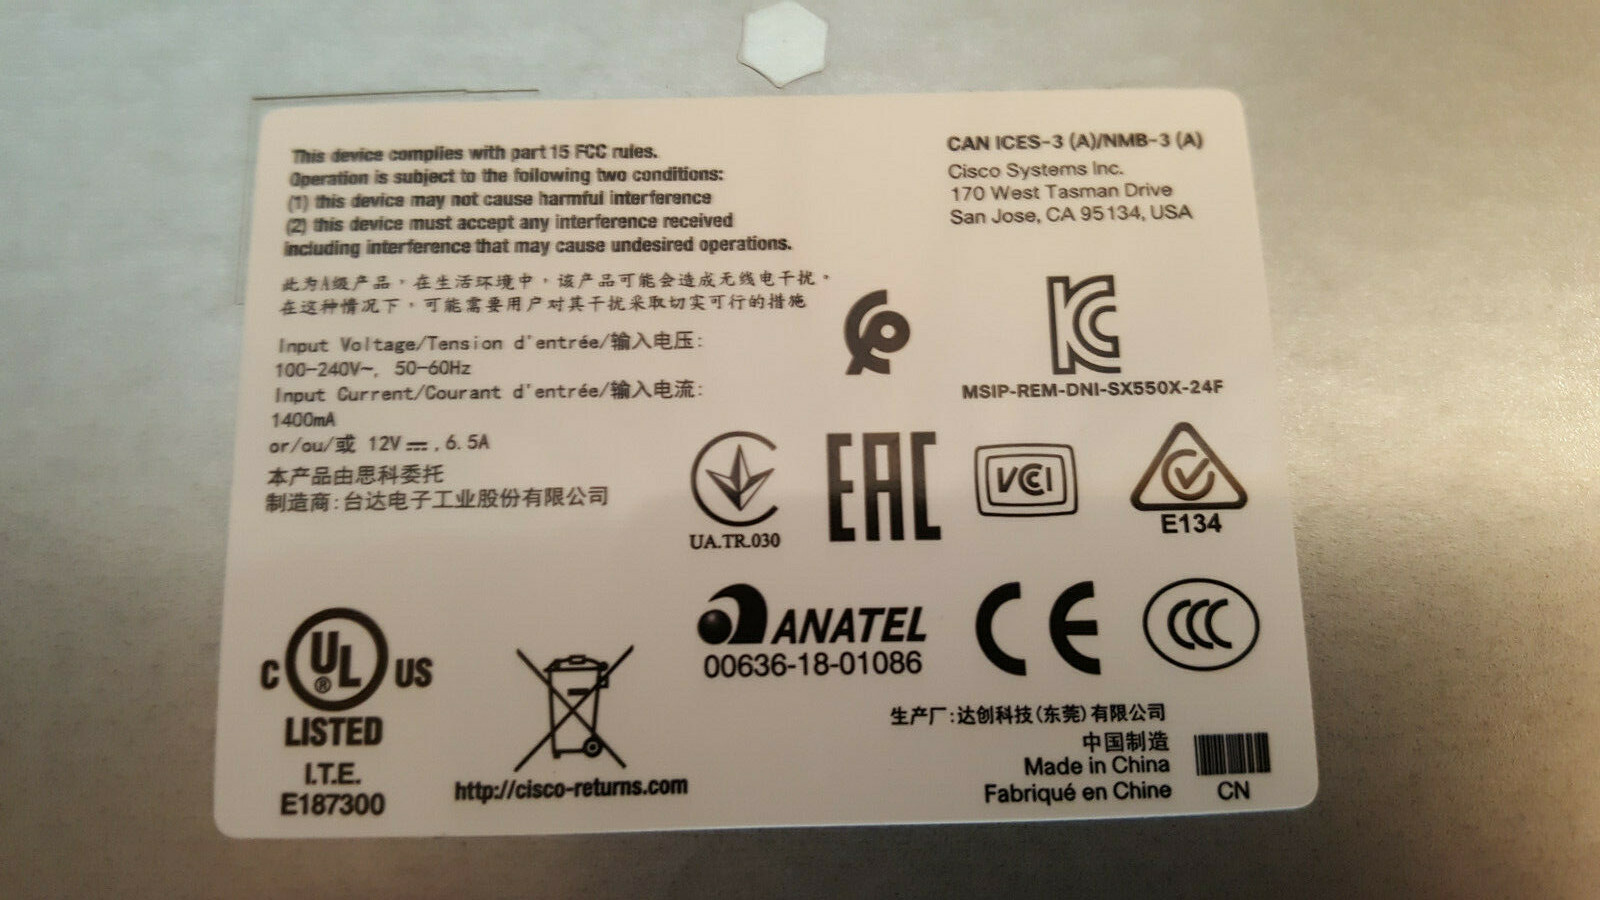 This device complies with part 15 FCC rules.
Operation is subject to the following two conditions:
(1) this device may not cause harmful interference
(2) this device must accept any interference received
including interference that may cause undesired operations.
此为A级产品，在生活环境中，该产品可能会造成无线电干扰。
在这种情况下，可能需要用户对其干扰采取切实可行的措施
Input Voltage/Tension d'entrée/输入电压:
100-240V~, 50-60Hz
Input Current/Courant d'entrée/输入电流:
1400mA
or/ou/或 12V⎓, 6.5A
本产品由思科委托
制造商:台达电子工业股份有限公司
CAN ICES-3 (A)/NMB-3 (A)
Cisco Systems Inc.
170 West Tasman Drive
San Jose, CA 95134, USA
MSIP-REM-DNI-SX550X-24F
UA.TR.030
EAC
VCCI
E134
C UL ® US
LISTED
I.T.E.
E187300
http://cisco-returns.com
ANATEL
00636-18-01086
CE
CCC
生产厂:达创科技(东莞)有限公司
中国制造
Made in China
Fabriqué en Chine
CN